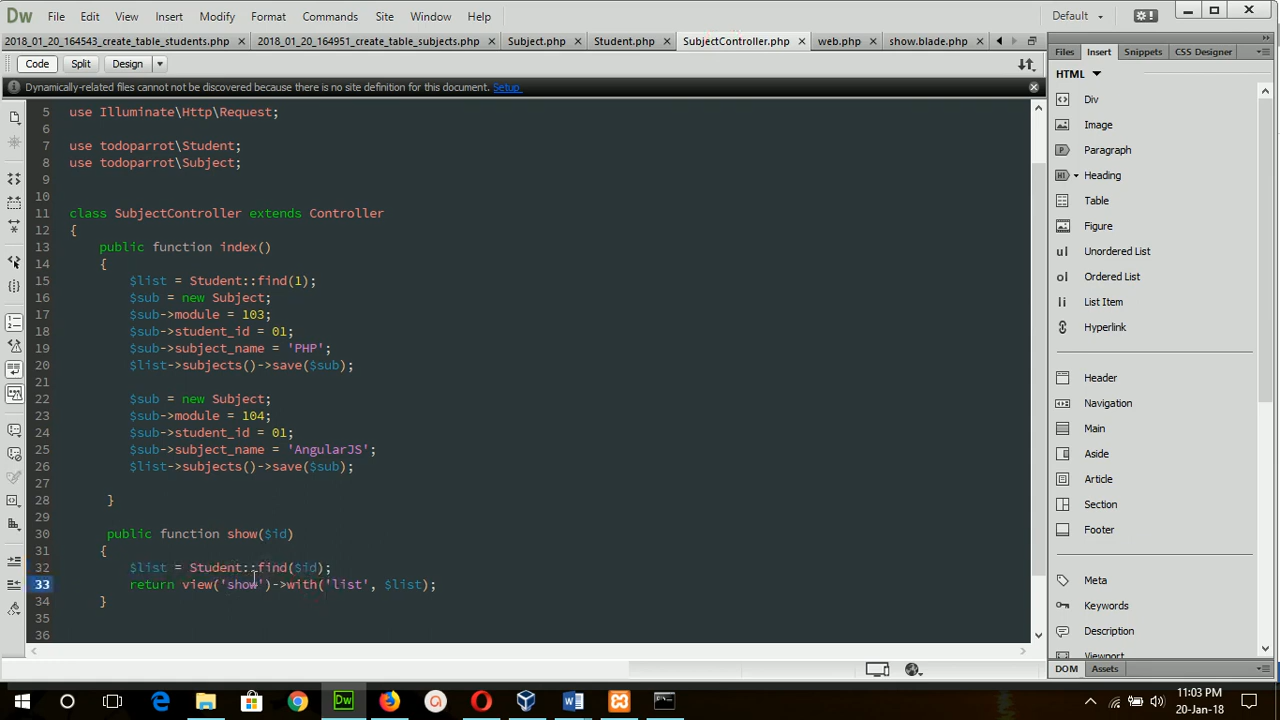 Dw File Edit View Insert Modify Format Commands Site Window Help Default
2018_01_20_164543_create_table_students.php 2018_01_20_164951_create_table_subjects.php Subject.php Student.php SubjectController.php web.php show.blade.php
Code Split Design
Dynamically-related files cannot be discovered because there is no site definition for this document. Setup
5 use Illuminate\Http\Request;
6
7 use todoparrot\Student;
8 use todoparrot\Subject;
9
10
11 class SubjectController extends Controller
12 {
13 public function index()
14 {
15 $list = Student::find(1);
16 $sub = new Subject;
17 $sub->module = 103;
18 $sub->student_id = 01;
19 $sub->subject_name = 'PHP';
20 $list->subjects()->save($sub);
21
22 $sub = new Subject;
23 $sub->module = 104;
24 $sub->student_id = 01;
25 $sub->subject_name = 'AngularJS';
26 $list->subjects()->save($sub);
27
28 }
29
30 public function show($id)
31 {
32 $list = Student::find($id);
33 return view('show')->with('list', $list);
34 }
35
36
Files Insert Snippets CSS Designer
HTML
Div
Image
Paragraph
H1 Heading
Table
Figure
ul Unordered List
ol Ordered List
li List Item
Hyperlink
Header
Navigation
Main
Aside
Article
Section
Footer
Meta
Keywords
Description
Viewport
DOM Assets
Dw
11:03 PM
20-Jan-18